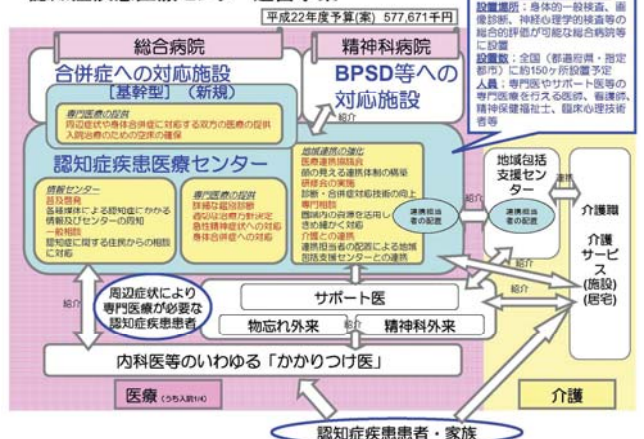 平成22年度予算(案) 577,671千円
設置場所:身体的一般検査、画
像診断、神経心理学的検査等の
総合的評価が可能な総合病院等
に設置
設置数:全国(都道府県・指定
都市)に約150ヶ所設置予定
人員:専門医やサポート医等の
専門医療を行える医師、看護師、
精神保健福祉士、臨床心理技術
者等
総合病院
精神科病院
合併症への対応施設
[基幹型](新規)
BPSD等への
対応施設
専門医療の提供
周辺症状や身体合併症に対応する双方の医療の提供
入院治療のための空床の確保
紹介
認知症疾患医療センター
情報センター
普及啓発
各種媒体による認知症にかかる
情報及びセンターの周知
一般相談
認知症に関する住民からの相談
に対応
専門医療の提供
詳細な鑑別診断
適切な治療方針決定
急性精神症状への対応
身体合併症への対応
地域連携の強化
医療連携協議会
顔の見える連携体制の構築
研修会の実施
診断・合併症対応技術の向上
専門相談
圏域内の資源を活用し
きめ細かく対応
介護との連携
連携担当者の配置による地域
包括支援センターとの連携
連携担当
者の配置
紹介
地域包括
支援セン
ター
連携担当
者の配置
連携
介護職
介護
サービ
ス
(施設)
(居宅)
紹介
周辺症状により
専門医療が必要な
認知症疾患患者
紹介
紹介
紹介
サポート医
物忘れ外来
紹介
精神科外来
内科医等のいわゆる「かかりつけ医」
医療(うち入院1/4)
介護
認知症疾患患者・家族